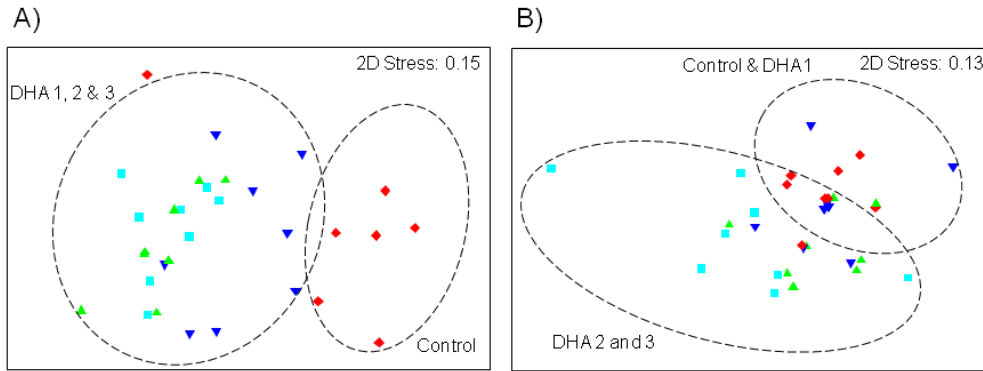 A)
2D Stress: 0.15
DHA 1, 2 & 3
Control
B)
Control & DHA1
2D Stress: 0.13
DHA 2 and 3